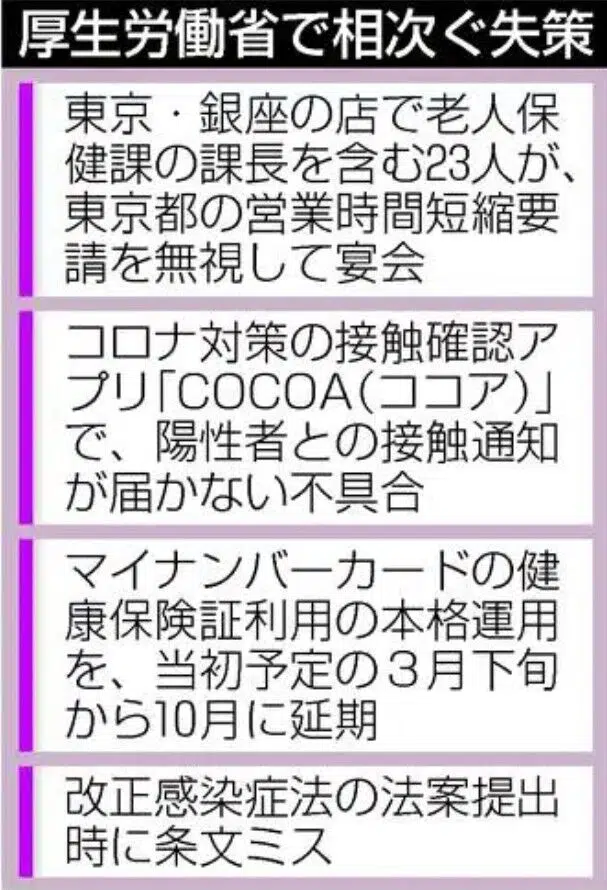 厚生労働省で相次ぐ失策
東京・銀座の店で老人保
健課の課長を含む23人が、
東京都の営業時間短縮要
請を無視して宴会
コロナ対策の接触確認ア
プリ「COCOA(ココア)」
で、陽性者との接触通知
が届かない不具合
マイナンバーカードの健
康保険証利用の本格運用
を、当初予定の3月下旬
から10月に延期
改正感染症法の法案提出
時に条文ミス